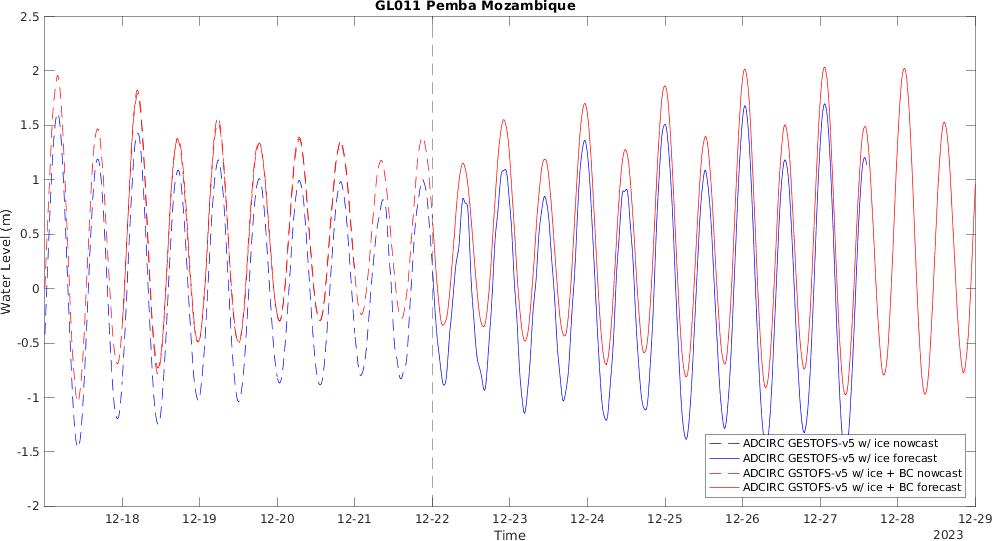 GL011 Pemba Mozambique
2.5
2
1.5
1
0.5
0
-0.5
-1
-1.5
-2
Water Level (m)
ADCIRC GESTOFS-v5 w/ ice nowcast
ADCIRC GESTOFS-v5 w/ ice forecast
ADCIRC GSTOFS-v5 w/ ice + BC nowcast
ADCIRC GSTOFS-v5 w/ ice + BC forecast
12-18 12-19 12-20 12-21 12-22 12-23 12-24 12-25 12-26 12-27 12-28 12-29
Time
2023